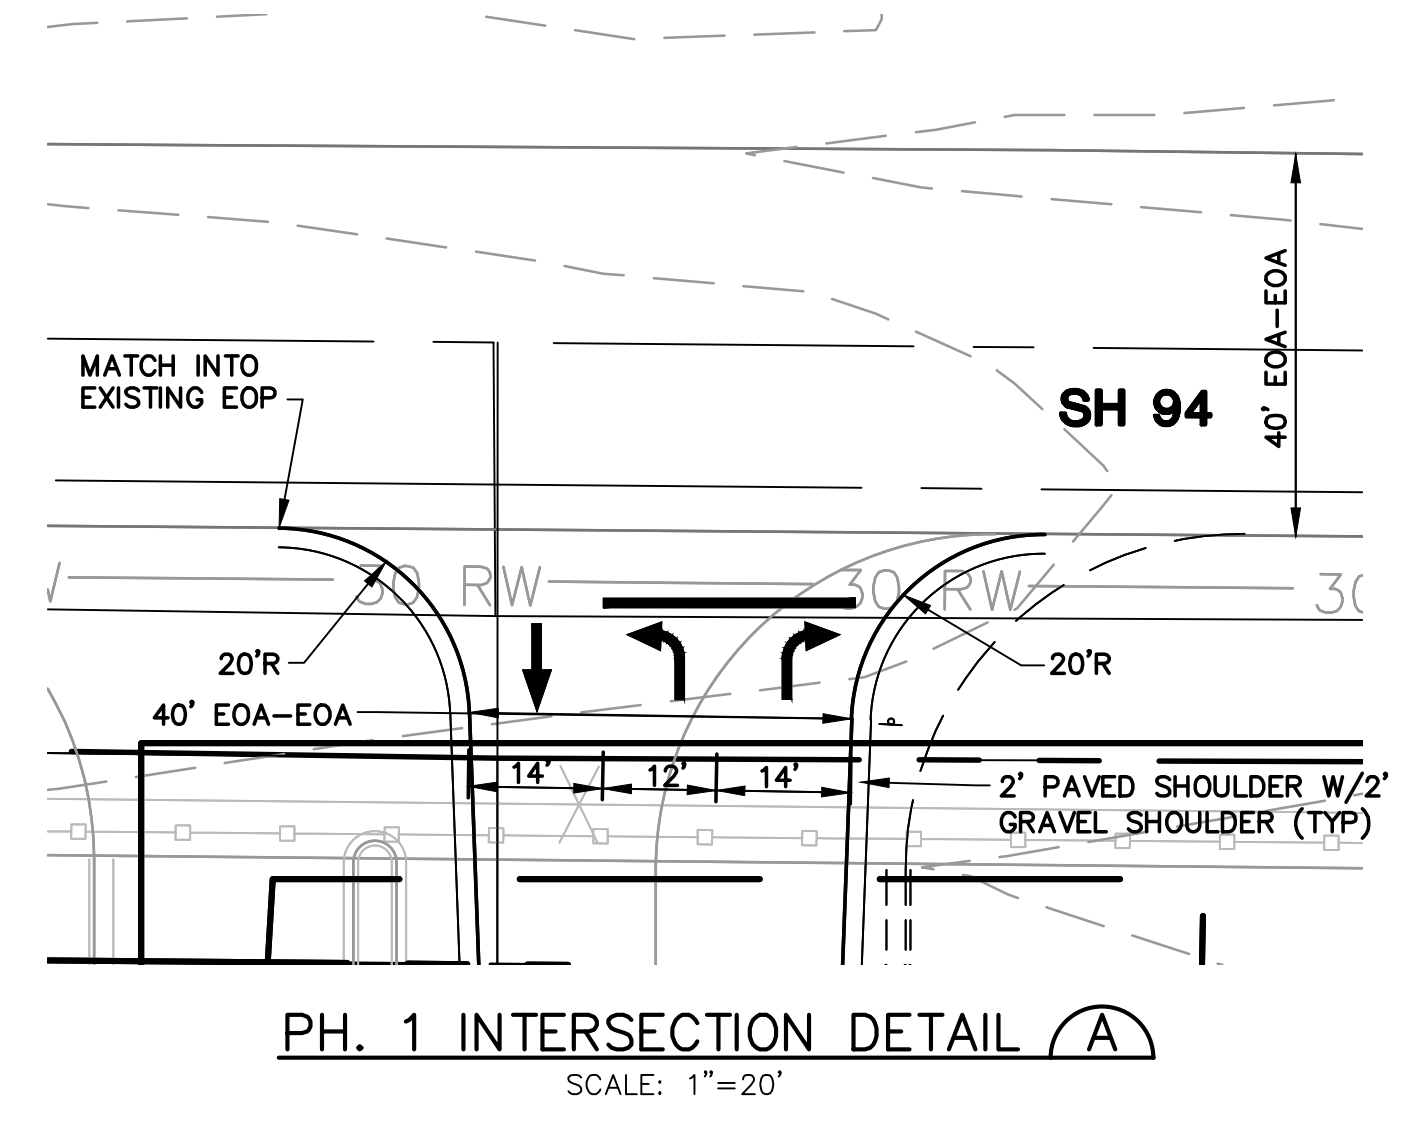 40' EOA-EOA
MATCH INTO
EXISTING EOP
SH 94
30 RW
30 RW
30
20'R
20'R
40' EOA-EOA
14'
12'
14'
2' PAVED SHOULDER W/2'
GRAVEL SHOULDER (TYP)
PH. 1 INTERSECTION DETAIL A
SCALE: 1"=20'